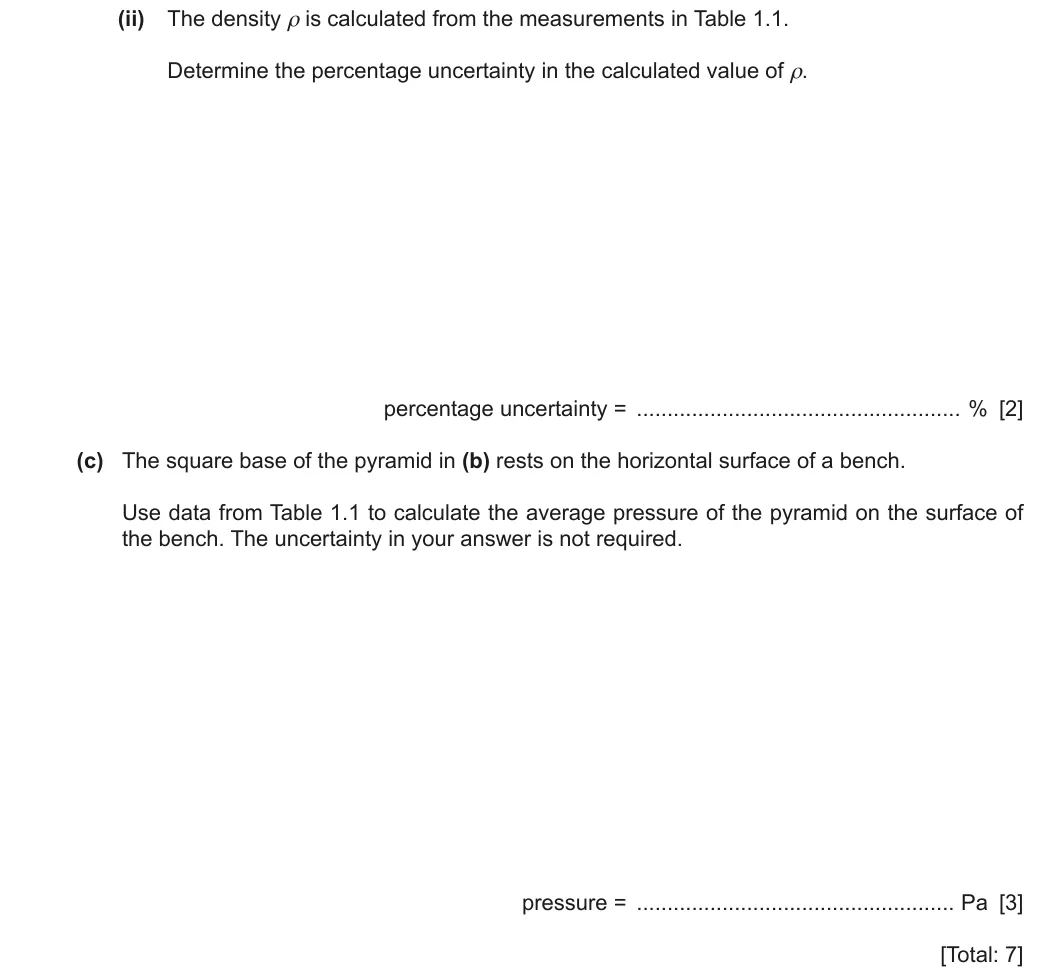 (ii) The density ρ is calculated from the measurements in Table 1.1.
Determine the percentage uncertainty in the calculated value of ρ.
percentage uncertainty = ..................................................... % [2]
(c) The square base of the pyramid in (b) rests on the horizontal surface of a bench.
Use data from Table 1.1 to calculate the average pressure of the pyramid on the surface of
the bench. The uncertainty in your answer is not required.
pressure = .................................................... Pa [3]
[Total: 7]